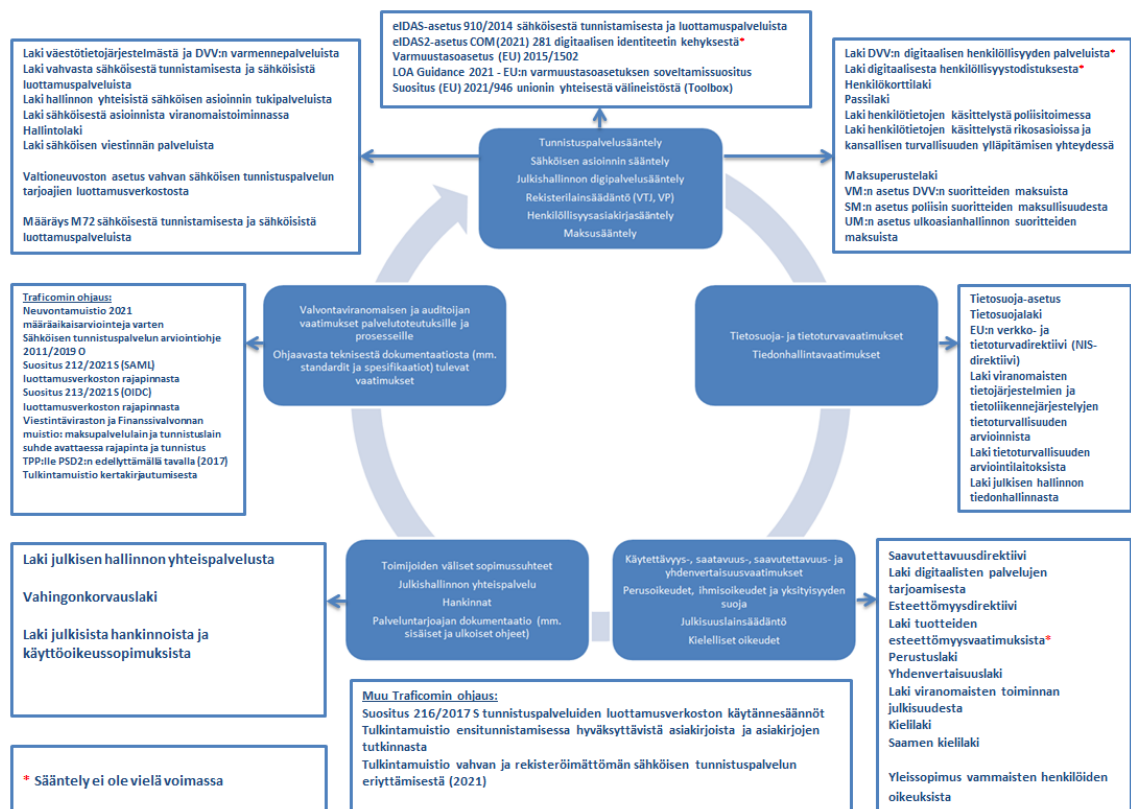 eIDAS-asetus 910/2014 sähköisestä tunnistamisesta ja luottamuspalveluista
eIDAS2-asetus COM(2021) 281 digitaalisen identiteetin kehyksestä*
Varmuustasoasetus (EU) 2015/1502
LOA Guidance 2021 - EU:n varmuustasoasetuksen soveltamissuositus
Suositus (EU) 2021/946 unionin yhteisestä välineistöstä (Toolbox)
Laki väestötietojärjestelmästä ja DVV:n varmennepalveluista
Laki vahvasta sähköisestä tunnistamisesta ja sähköisistä
luottamuspalveluista
Laki hallinnon yhteisistä sähköisen asioinnin tukipalveluista
Laki sähköisestä asioinnista viranomaistoiminnassa
Hallintolaki
Laki sähköisen viestinnän palveluista
Valtioneuvoston asetus vahvan sähköisen tunnistuspalvelun
tarjoajien luottamusverkostosta
Määräys M72 sähköisestä tunnistamisesta ja sähköisistä
luottamuspalveluista
Tunnistuspalvelusääntely
Sähköisen asioinnin sääntely
Julkishallinnon digipalvelusääntely
Rekisterilainsäädäntö (VTJ, VP)
Henkilöllisyysasiakirjasääntely
Maksusääntely
Laki DVV:n digitaalisen henkilöllisyyden palveluista*
Laki digitaalisesta henkilöllisyystodistuksesta*
Henkilökorttilaki
Passilaki
Laki henkilötietojen käsittelystä poliisitoimessa
Laki henkilötietojen käsittelystä rikosasioissa ja
kansallisen turvallisuuden ylläpitämisen yhteydessä
Maksuperustelaki
VM:n asetus DVV:n suoritteiden maksuista
SM:n asetus poliisin suoritteiden maksullisuudesta
UM:n asetus ulkoasianhallinnon suoritteiden
maksuista
Traficomin ohjaus:
Neuvontamuistio 2021
määräaikaisarviointeja varten
Sähköisen tunnistuspalvelun arviointiohje
2011/2019 O
Suositus 212/2021 S (SAML)
luottamusverkoston rajapinnasta
Suositus 213/2021 S (OIDC)
luottamusverkoston rajapinnasta
Viestintäviraston ja Finanssivalvonnan
muistio: maksupalvelulain ja tunnistuslain
suhde avattaessa rajapinta ja tunnistus
TPP:lle PSD2:n edellyttämällä tavalla (2017)
Tulkintamuistio kertakirjautumisesta
Valvontaviranomaisen ja auditoijan
vaatimukset palvelutoteutuksille ja
prosesseille
Ohjaavasta teknisestä dokumentaatiosta (mm.
standardit ja spesifikaatiot) tulevat
vaatimukset
Tietosuoja- ja tietoturvavaatimukset
Tiedonhallintavaatimukset
Tietosuoja-asetus
Tietosuojalaki
EU:n verkko- ja
tietoturvadirektiivi (NIS-
direktiivi)
Laki viranomaisten
tietojärjestelmien ja
tietoliikennejärjestelyjen
tietoturvallisuuden
arvioinnista
Laki tietoturvallisuuden
arviointilaitoksista
Laki julkisen hallinnon
tiedonhallinnasta
Laki julkisen hallinnon yhteispalvelusta
Vahingonkorvauslaki
Laki julkisista hankinnoista ja
käyttöoikeussopimuksista
Toimijoiden väliset sopimussuhteet
Julkishallinnon yhteispalvelu
Hankinnat
Palveluntarjoajan dokumentaatio (mm.
sisäiset ja ulkoiset ohjeet)
Käytettävyys-, saatavuus-, saavutettavuus- ja
yhdenvertaisuusvaatimukset
Perusoikeudet, ihmisoikeudet ja yksityisyyden
suoja
Julkisuuslainsäädäntö
Kielelliset oikeudet
Saavutettavuusdirektiivi
Laki digitaalisten palvelujen
tarjoamisesta
Esteettömyysdirektiivi
Laki tuotteiden
esteettömyysvaatimuksista*
Perustuslaki
Yhdenvertaisuuslaki
Laki viranomaisten toiminnan
julkisuudesta
Kielilaki
Saamen kielilaki
Yleissopimus vammaisten henkilöiden
oikeuksista
Muu Traficomin ohjaus:
Suositus 216/2017 S tunnistuspalveluiden luottamusverkoston käytännesäännöt
Tulkintamuistio ensitunnistamisessa hyväksyttävistä asiakirjoista ja asiakirjojen
tutkinnasta
Tulkintamuistio vahvan ja rekisteröimättömän sähköisen tunnistuspalvelun
eriyttämisestä (2021)
* Sääntely ei ole vielä voimassa